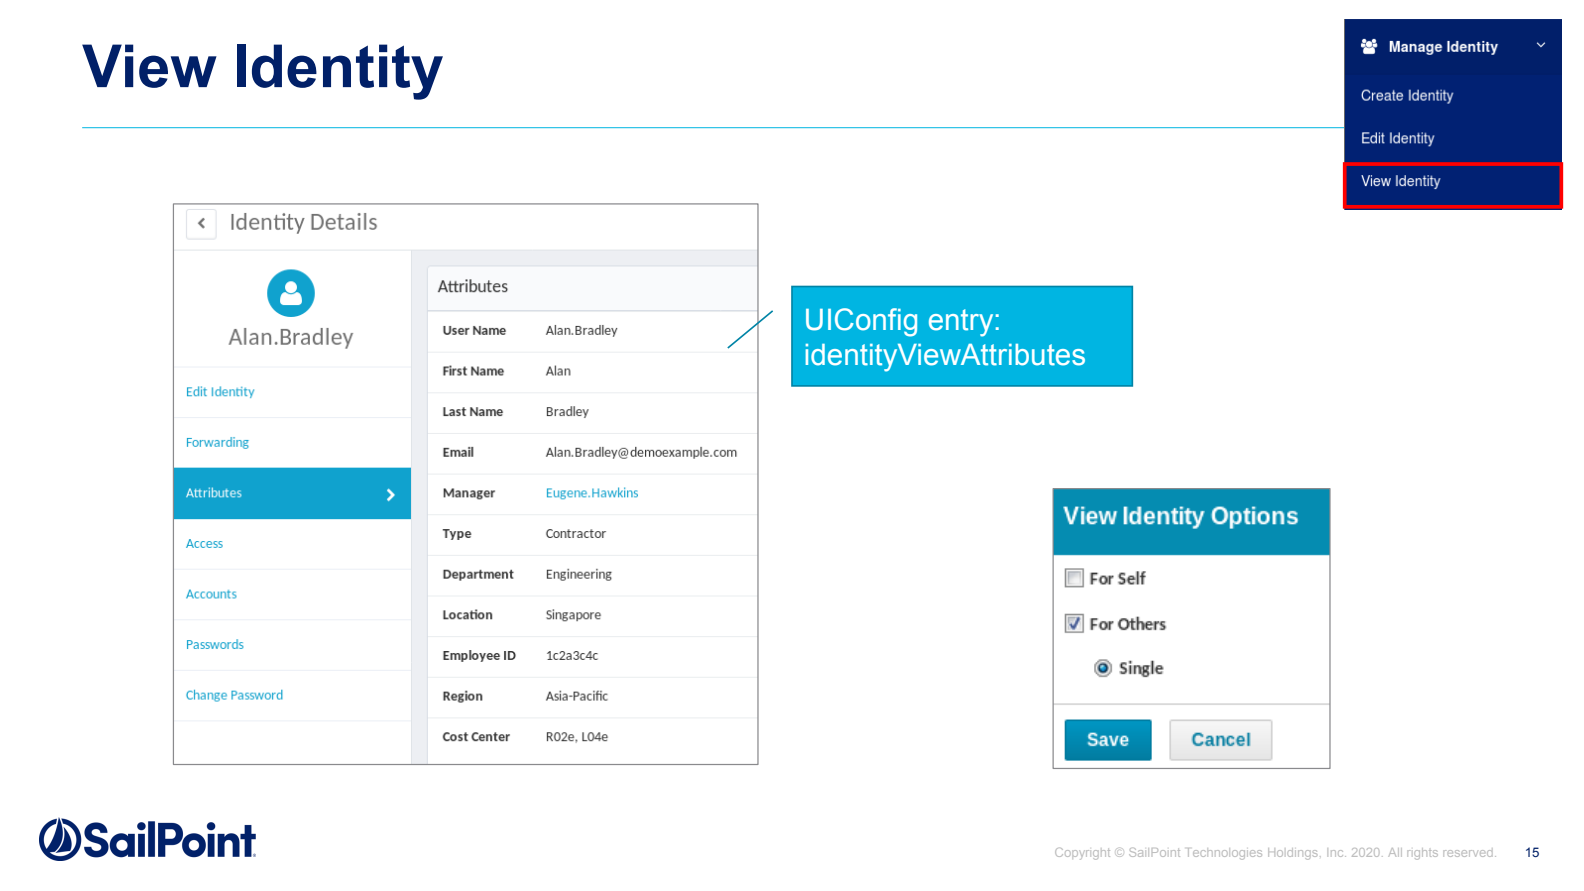 View Identity
Manage Identity
Create Identity
Edit Identity
View Identity
Identity Details
Alan.Bradley
Edit Identity
Forwarding
Attributes
Access
Accounts
Passwords
Change Password
Attributes
User Name Alan.Bradley
First Name Alan
Last Name Bradley
Email Alan.Bradley@demoexample.com
Manager Eugene.Hawkins
Type Contractor
Department Engineering
Location Singapore
Employee ID 1c2a3c4c
Region Asia-Pacific
Cost Center R02e, L04e
UIConfig entry:
identityViewAttributes
View Identity Options
For Self
For Others
Single
Save Cancel
SailPoint
Copyright © SailPoint Technologies Holdings, Inc. 2020. All rights reserved. 15